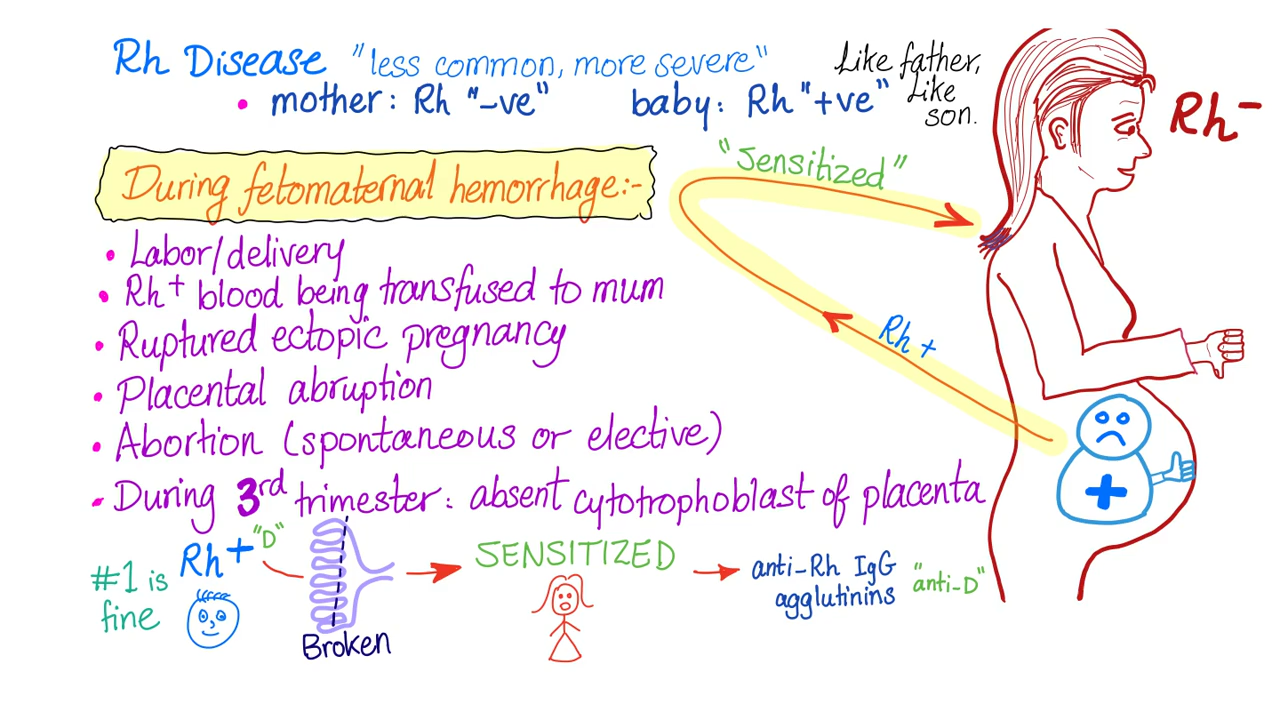 Rh Disease "less common, more severe"
• mother: Rh "-ve" baby: Rh "+ve"
Like father,
Like
son.
Rh-
During fetomaternal hemorrhage:-
"Sensitized"
Rh +
• Labor/delivery
• Rh+ blood being transfused to mum
• Ruptured ectopic pregnancy
• Placental abruption
• Abortion (spontaneous or elective)
• During 3rd trimester: absent cytotrophoblast of placenta
+
#1 is
fine
Rh+ "D"
Broken
SENSITIZED
anti-Rh IgG
agglutinins
"anti-D"